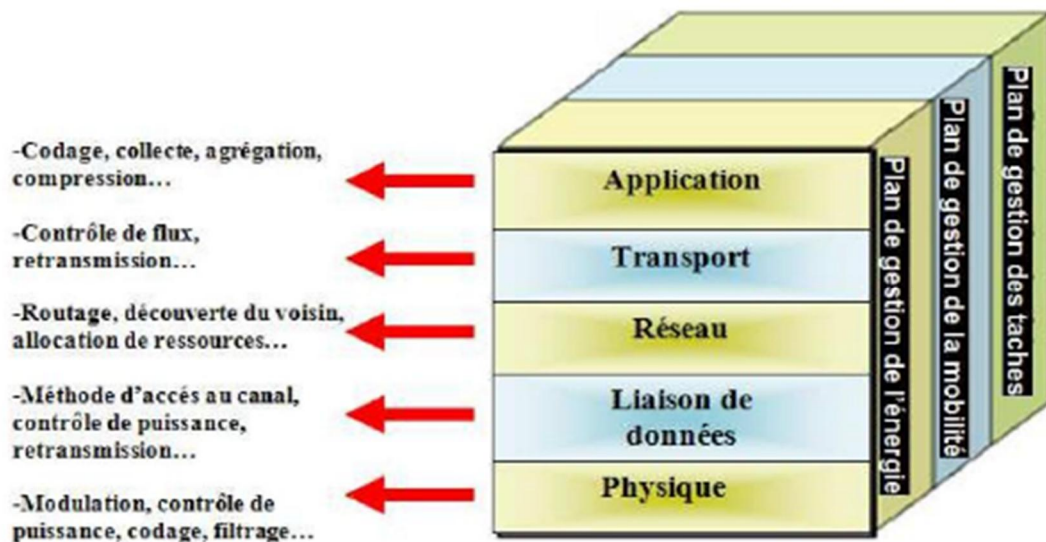 -Codage, collecte, agrégation,
compression...
-Contrôle de flux,
retransmission...
-Routage, découverte du voisin,
allocation de ressources...
-Méthode d'accés au canal,
contrôle de puissance,
retransmission...
-Modulation, contrôle de
puissance, codage, filtrage...
Application
Transport
Réseau
Liaison de
données
Physique
Plan de gestion de l'énergie
Plan de gestion de la mobilité
Plan de gestion des taches